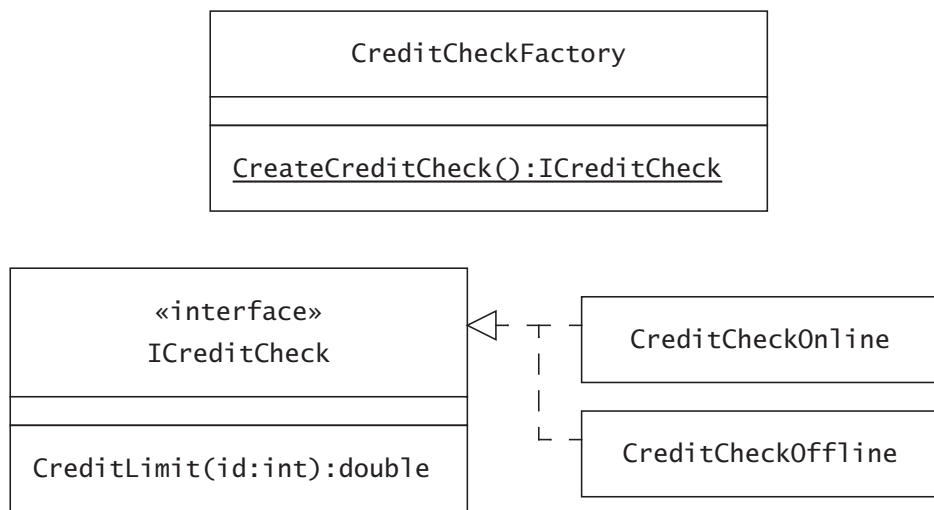 CreditCheckFactory
CreateCreditCheck():ICreditCheck
«interface»
ICreditCheck
CreditLimit(id:int):double
CreditCheckOnline
CreditCheckOffline